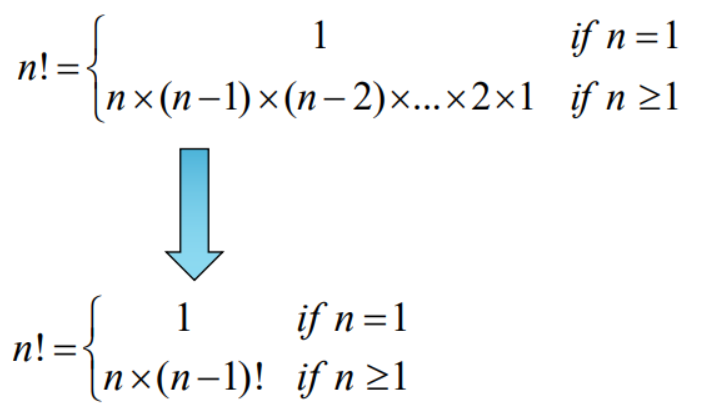 n! = { 1 if n = 1
n×(n−1)×(n−2)×...×2×1 if n ≥1
n! = { 1 if n = 1
n×(n−1)! if n ≥1